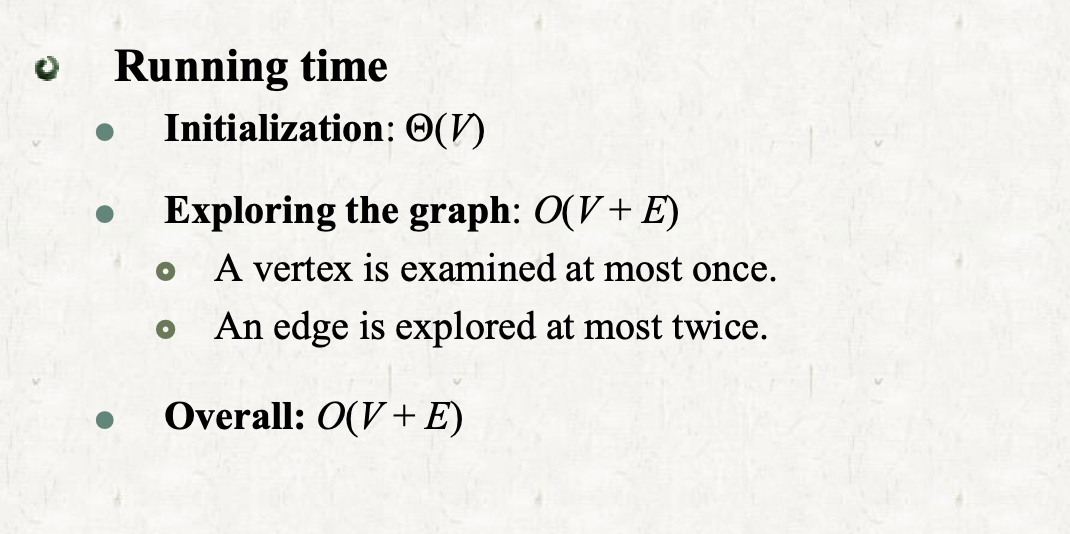 Running time
Initialization: Θ(V)
Exploring the graph: O(V + E)
A vertex is examined at most once.
An edge is explored at most twice.
Overall: O(V + E)